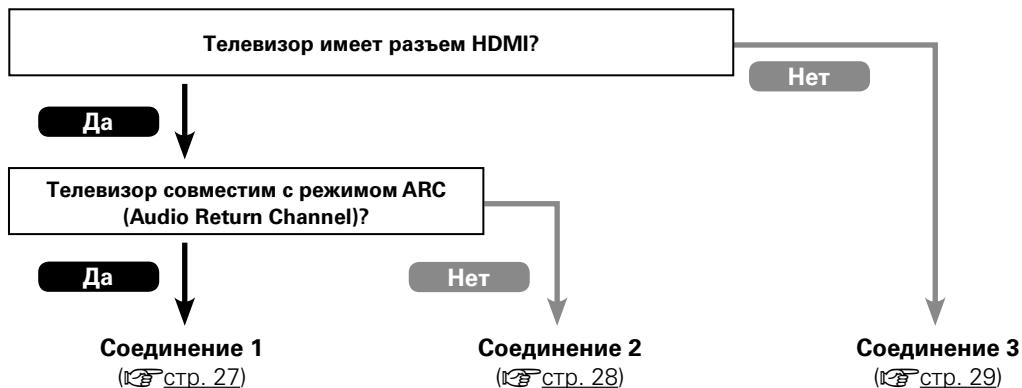 Телевизор имеет разъем HDMI?
Нет
Да
Телевизор совместим с режимом ARC
(Audio Return Channel)?
Да
Нет
Соединение 1
(☞стр. 27)
Соединение 2
(☞стр. 28)
Соединение 3
(☞стр. 29)